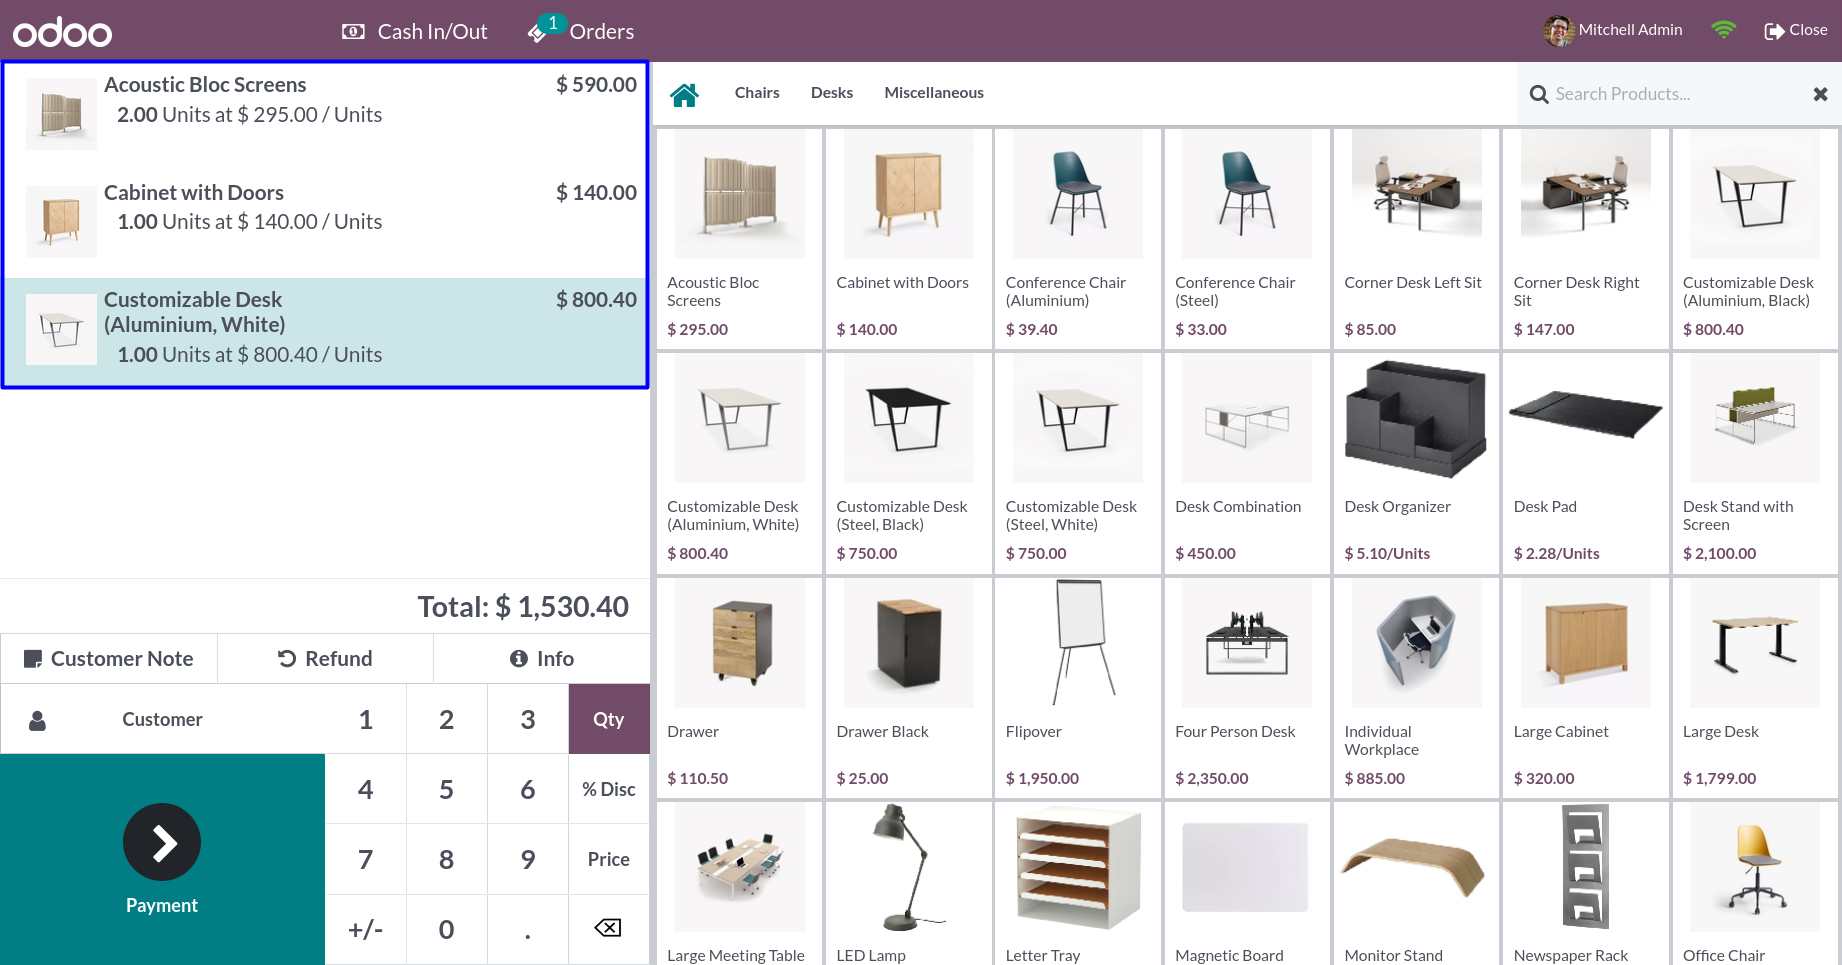 odoo
Cash In/Out
1
Orders
Mitchell Admin
Close
Acoustic Bloc Screens
$ 590.00
2.00 Units at $ 295.00 / Units
Cabinet with Doors
$ 140.00
1.00 Units at $ 140.00 / Units
Customizable Desk
(Aluminium, White)
$ 800.40
1.00 Units at $ 800.40 / Units
Total: $ 1,530.40
Customer Note
Refund
Info
Customer
1
2
3
Qty
4
5
6
% Disc
7
8
9
Price
Payment
+/-
0
.
Chairs
Desks
Miscellaneous
Search Products...
Acoustic Bloc
Screens
$ 295.00
Cabinet with Doors
$ 140.00
Conference Chair
(Aluminium)
$ 39.40
Conference Chair
(Steel)
$ 33.00
Corner Desk Left Sit
$ 85.00
Corner Desk Right
Sit
$ 147.00
Customizable Desk
(Aluminium, Black)
$ 800.40
Customizable Desk
(Aluminium, White)
$ 800.40
Customizable Desk
(Steel, Black)
$ 750.00
Customizable Desk
(Steel, White)
$ 750.00
Desk Combination
$ 450.00
Desk Organizer
$ 5.10/Units
Desk Pad
$ 2.28/Units
Desk Stand with
Screen
$ 2,100.00
Drawer
$ 110.50
Drawer Black
$ 25.00
Flipover
$ 1,950.00
Four Person Desk
$ 2,350.00
Individual
Workplace
$ 885.00
Large Cabinet
$ 320.00
Large Desk
$ 1,799.00
Large Meeting Table
LED Lamp
Letter Tray
Magnetic Board
Monitor Stand
Newspaper Rack
Office Chair